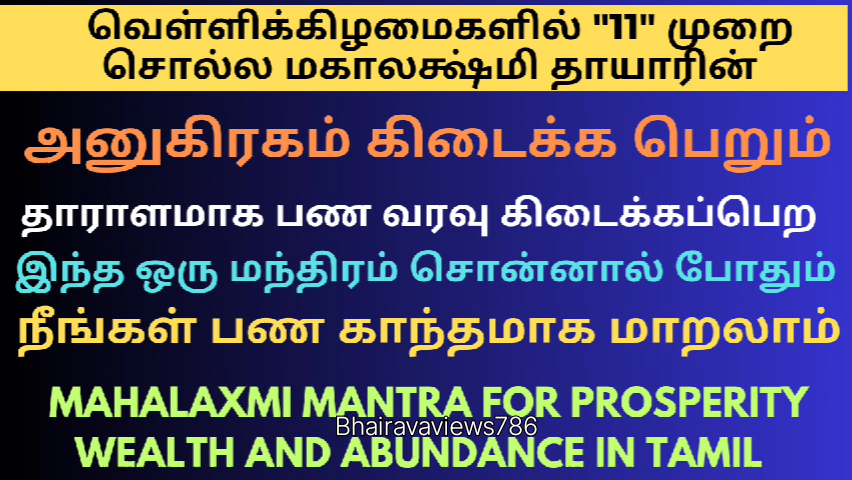 வெள்ளிக்கிழமைகளில் "11" முறை
சொல்ல மகாலக்ஷ்மி தாயாரின்
அனுகிரகம் கிடைக்க பெறும்
தாராளமாக பண வரவு கிடைக்கப்பெற
இந்த ஒரு மந்திரம் சொன்னால் போதும்
நீங்கள் பண காந்தமாக மாறலாம்
MAHALAXMI MANTRA FOR PROSPERITY
Bhairavaviews786
WEALTH AND ABUNDANCE IN TAMIL